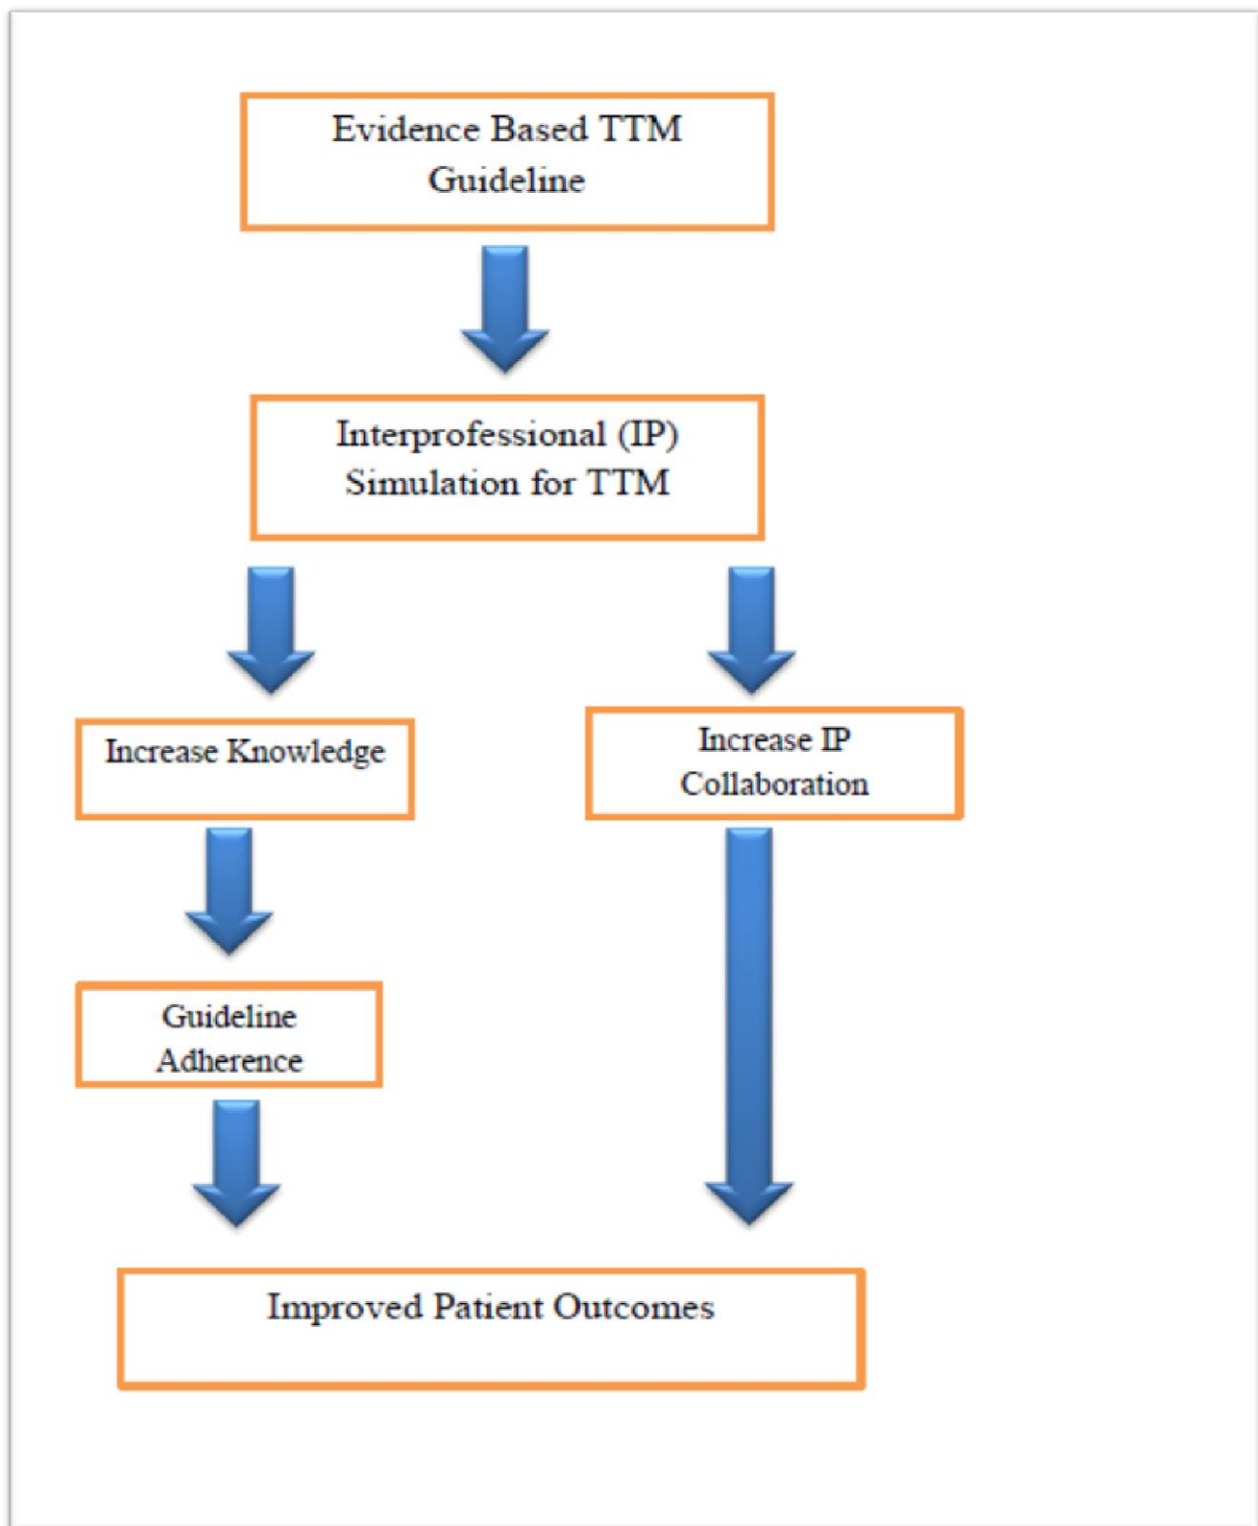 Evidence Based TTM
Guideline
Interprofessional (IP)
Simulation for TTM
Increase Knowledge
Increase IP
Collaboration
Guideline
Adherence
Improved Patient Outcomes